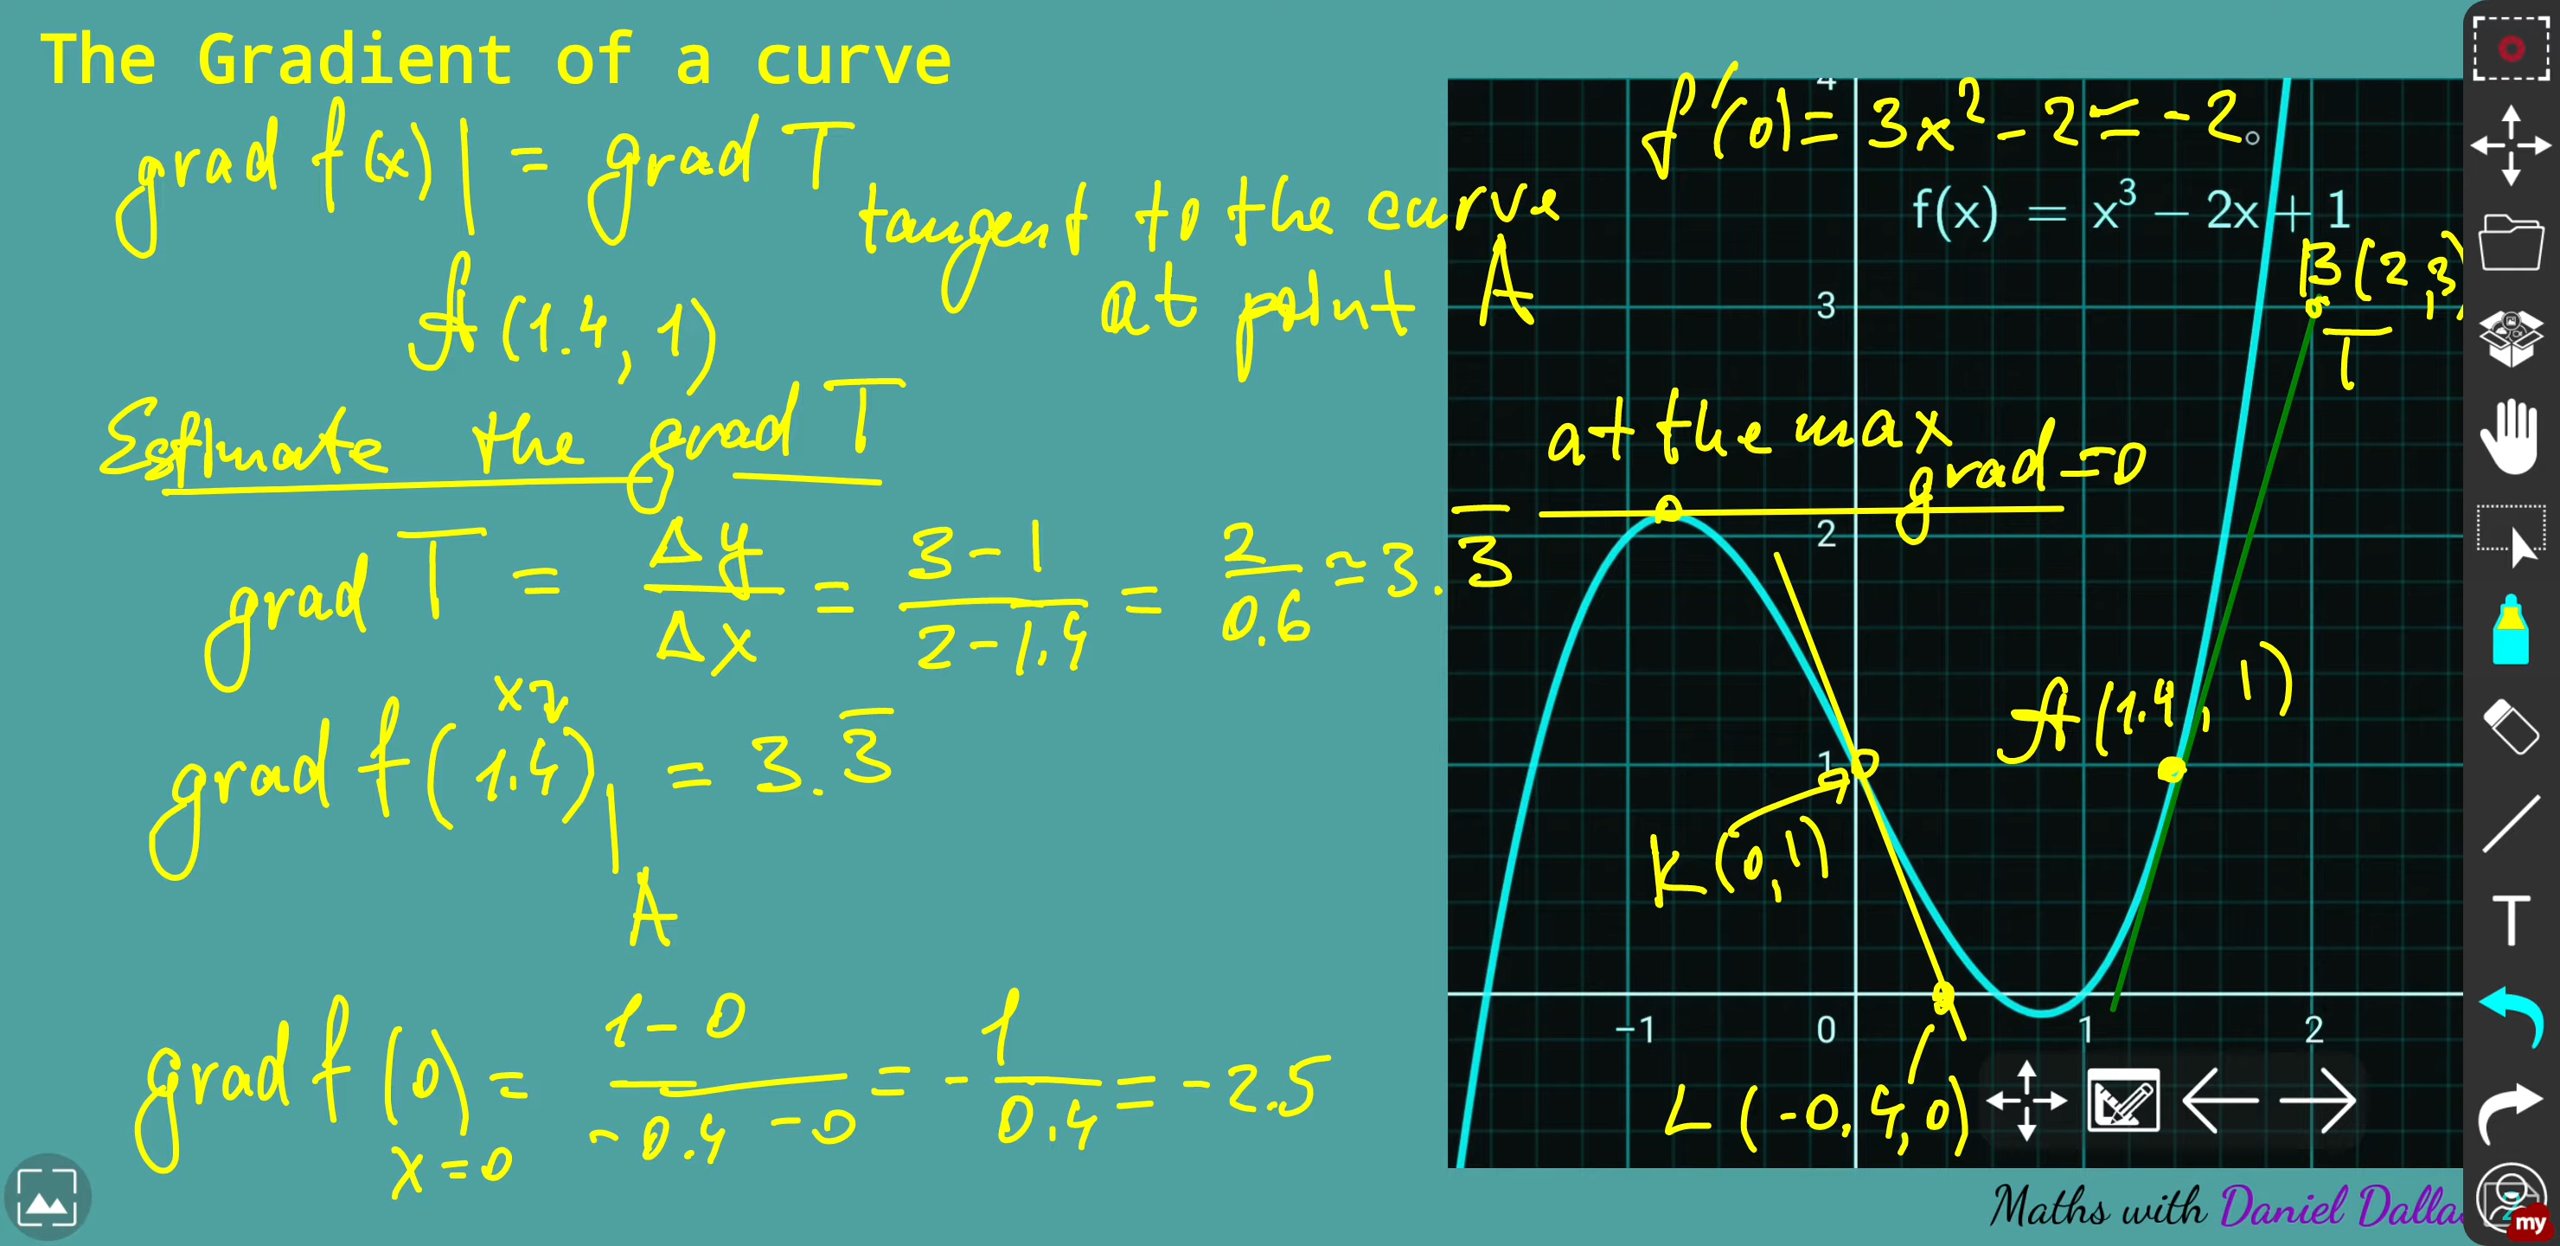 The Gradient of a curve
grad f(x)| = grad T
tangent to the curve
at point A
A (1.4, 1)
Estimate the grad T
grad T = Δy/Δx = (3-1)/(2-1.4) = 2/0.6 ≃ 3.3̅
x
grad f(1.4)| = 3.3̅
A
grad f(0) = (1-0)/(-0.4-0) = -1/0.4 = -2.5
x=0
f'(0) = 3x² - 2 = -2
f(x) = x³ − 2x + 1
B(2,3)
T
at the max
grad = 0
A(1.4, 1)
K(0,1)
L(-0,4,0)
4
3
2
1
−1 0 1 2
T
Maths with Daniel Dalla
my